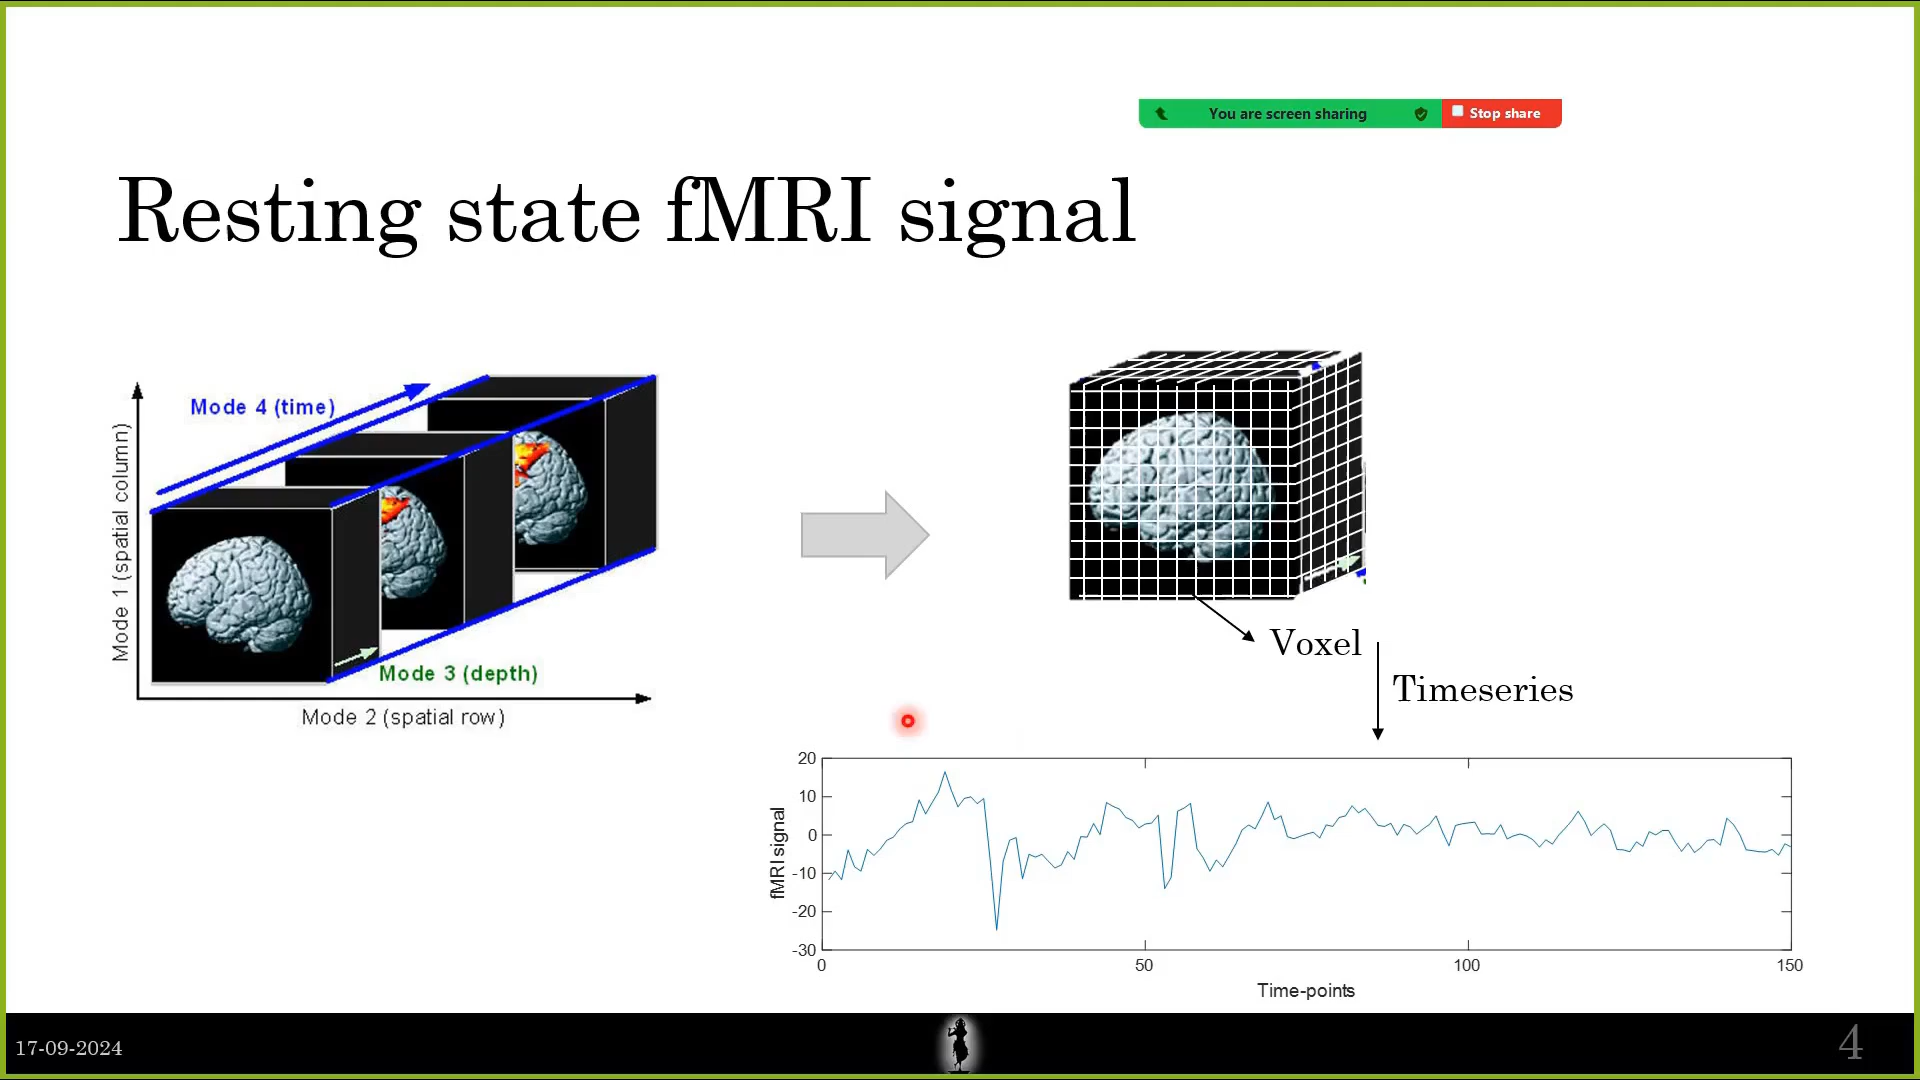 You are screen sharing
Stop share
Resting state fMRI signal
Mode 4 (time)
Mode 1 (spatial column)
Mode 3 (depth)
Mode 2 (spatial row)
Voxel
Timeseries
20
10
0
-10
-20
-30
fMRI signal
0 50 100 150
Time-points
17-09-2024
4